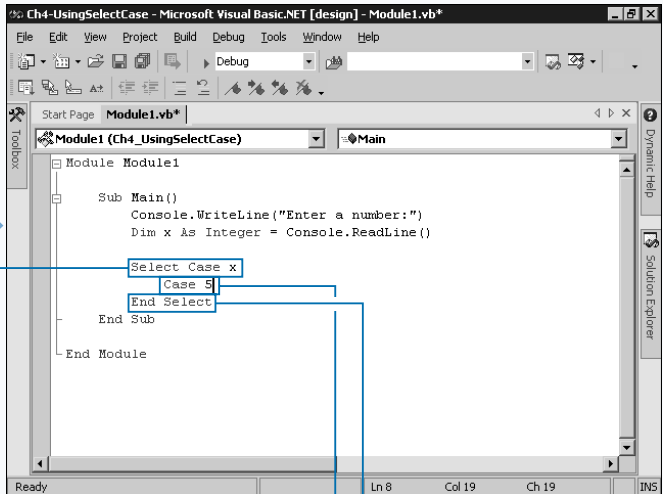 Ch4-UsingSelectCase - Microsoft Visual Basic.NET [design] - Module1.vb*
File Edit View Project Build Debug Tools Window Help
Debug
Start Page Module1.vb*
Toolbox
Module1 (Ch4_UsingSelectCase) Main
Module Module1
Sub Main()
Console.WriteLine("Enter a number:")
Dim x As Integer = Console.ReadLine()
Select Case x
Case 5
End Select
End Sub
End Module
Dynamic Help
Solution Explorer
Ready Ln 8 Col 19 Ch 19 INS